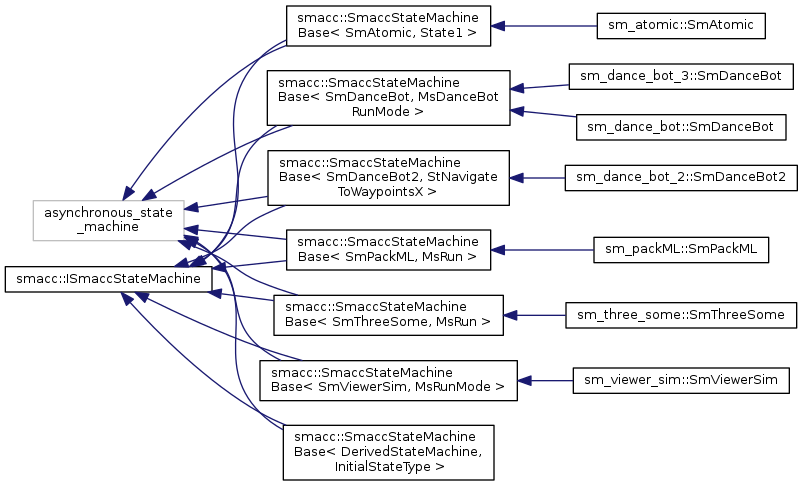 asynchronous_state
_machine
smacc::ISmaccStateMachine
smacc::SmaccStateMachine
Base< SmAtomic, State1 >
sm_atomic::SmAtomic
smacc::SmaccStateMachine
Base< SmDanceBot, MsDanceBot
RunMode >
sm_dance_bot_3::SmDanceBot
sm_dance_bot::SmDanceBot
smacc::SmaccStateMachine
Base< SmDanceBot2, StNavigate
ToWaypointsX >
sm_dance_bot_2::SmDanceBot2
smacc::SmaccStateMachine
Base< SmPackML, MsRun >
sm_packML::SmPackML
smacc::SmaccStateMachine
Base< SmThreeSome, MsRun >
sm_three_some::SmThreeSome
smacc::SmaccStateMachine
Base< SmViewerSim, MsRunMode >
sm_viewer_sim::SmViewerSim
smacc::SmaccStateMachine
Base< DerivedStateMachine,
InitialStateType >